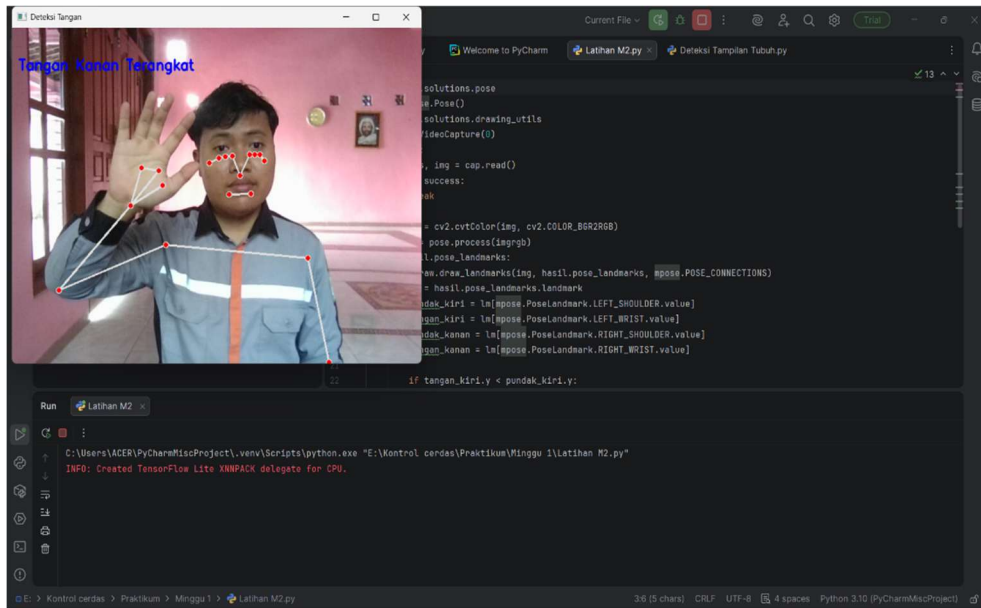 Deteksi Tangan
Current File
Trial
Tangan Kanan Terangkat
y
Welcome to PyCharm
Latihan M2.py
Deteksi Tampilan Tubuh.py
13
.solutions.pose
se.Pose()
.solutions.drawing_utils
VideoCapture(0)
s, img = cap.read()
success:
eak
= cv2.cvtColor(img, cv2.COLOR_BGR2RGB)
pose.process(imgrgb)
il.pose_landmarks:
raw.draw_landmarks(img, hasil.pose_landmarks, mpose.POSE_CONNECTIONS)
= hasil.pose_landmarks.landmark
ndak_kiri = lm[mpose.PoseLandmark.LEFT_SHOULDER.value]
ngan_kiri = lm[mpose.PoseLandmark.LEFT_WRIST.value]
ndak_kanan = lm[mpose.PoseLandmark.RIGHT_SHOULDER.value]
ngan_kanan = lm[mpose.PoseLandmark.RIGHT_WRIST.value]
22 if tangan_kiri.y < pundak_kiri.y:
Run Latihan M2
C:\Users\ACER\PyCharmMiscProject\.venv\Scripts\python.exe "E:\Kontrol cerdas\Praktikum\Minggu 1\Latihan M2.py"
INFO: Created TensorFlow Lite XNNPACK delegate for CPU.
E: > Kontrol cerdas > Praktikum > Minggu 1 > Latihan M2.py
3:6 (5 chars) CRLF UTF-8 4 spaces Python 3.10 (PyCharmMiscProject)